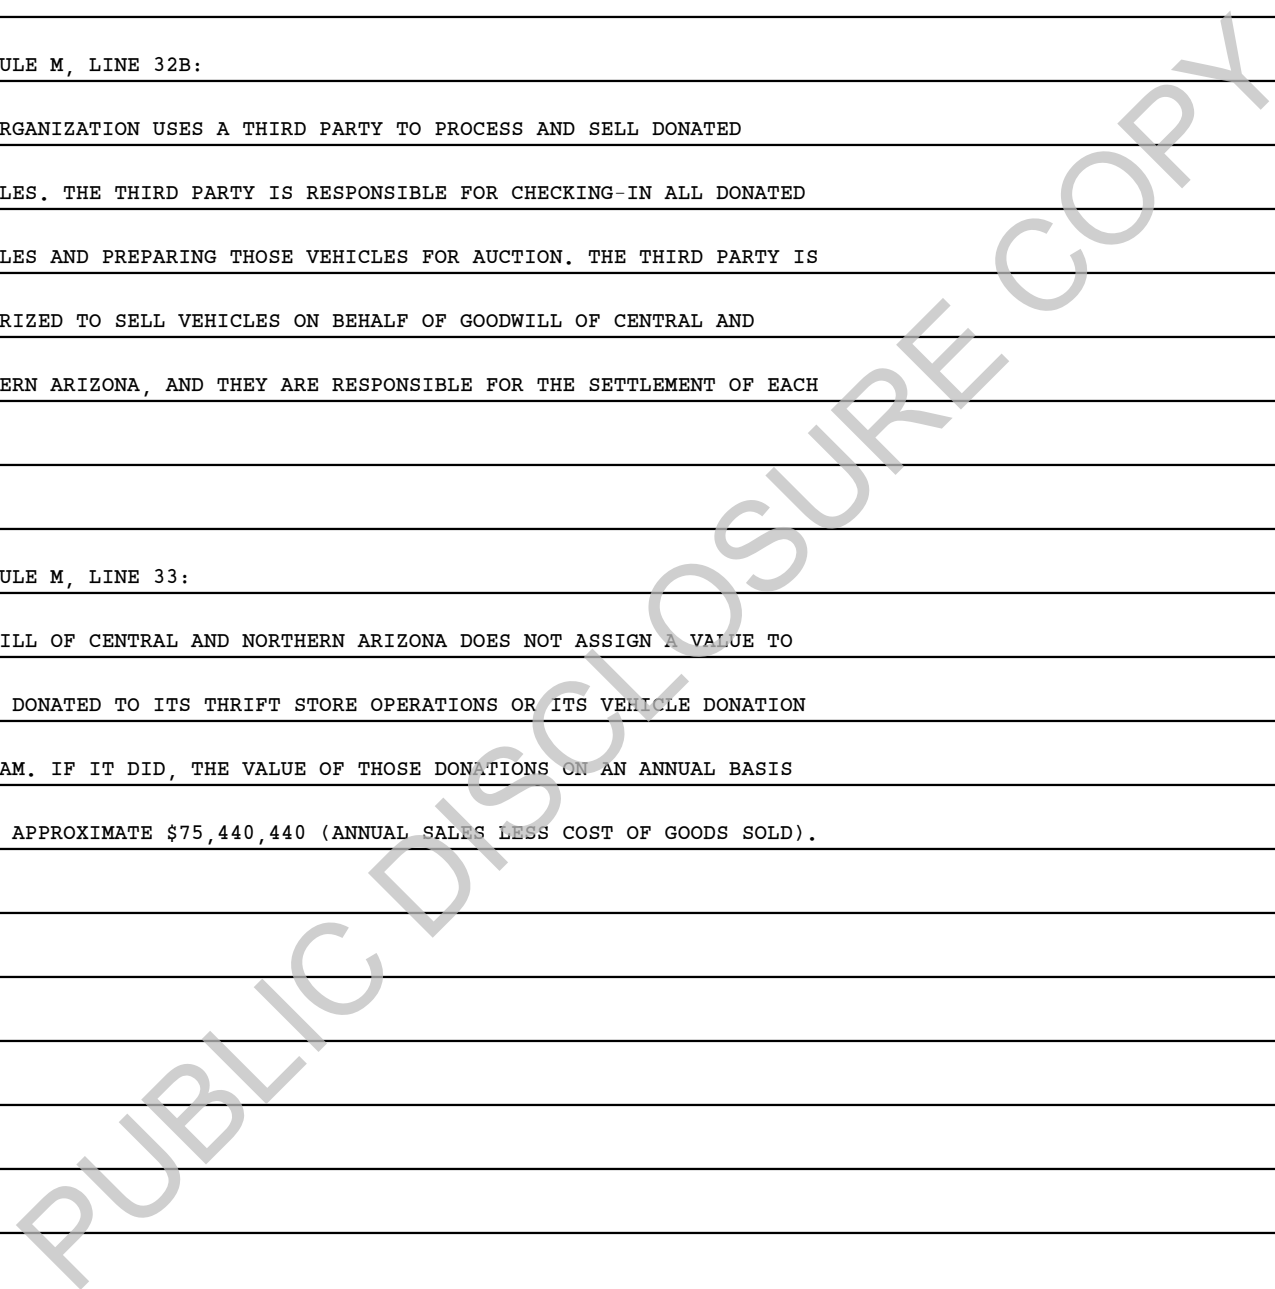 ULE M, LINE 32B:
RGANIZATION USES A THIRD PARTY TO PROCESS AND SELL DONATED
LES. THE THIRD PARTY IS RESPONSIBLE FOR CHECKING-IN ALL DONATED
LES AND PREPARING THOSE VEHICLES FOR AUCTION. THE THIRD PARTY IS
RIZED TO SELL VEHICLES ON BEHALF OF GOODWILL OF CENTRAL AND
ERN ARIZONA, AND THEY ARE RESPONSIBLE FOR THE SETTLEMENT OF EACH
ULE M, LINE 33:
ILL OF CENTRAL AND NORTHERN ARIZONA DOES NOT ASSIGN A VALUE TO
DONATED TO ITS THRIFT STORE OPERATIONS OR ITS VEHICLE DONATION
AM. IF IT DID, THE VALUE OF THOSE DONATIONS ON AN ANNUAL BASIS
APPROXIMATE $75,440,440 (ANNUAL SALES LESS COST OF GOODS SOLD).
PUBLIC DISCLOSURE COPY